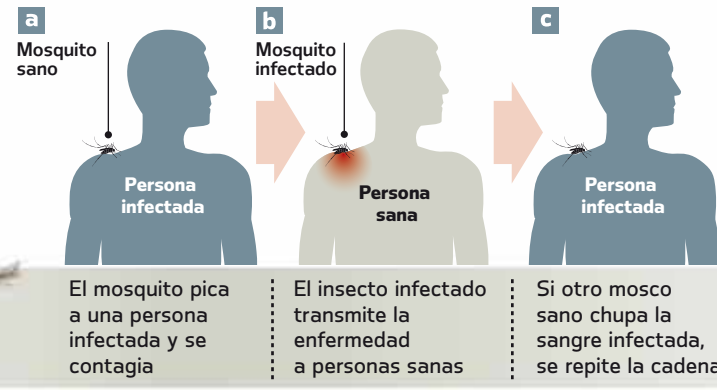 a
Mosquito
sano
Persona
infectada
b
Mosquito
infectado
Persona
sana
c
Persona
infectada
El mosquito pica
a una persona
infectada y se
contagia
El insecto infectado
transmite la
enfermedad
a personas sanas
Si otro mosco
sano chupa la
sangre infectada,
se repite la cadena